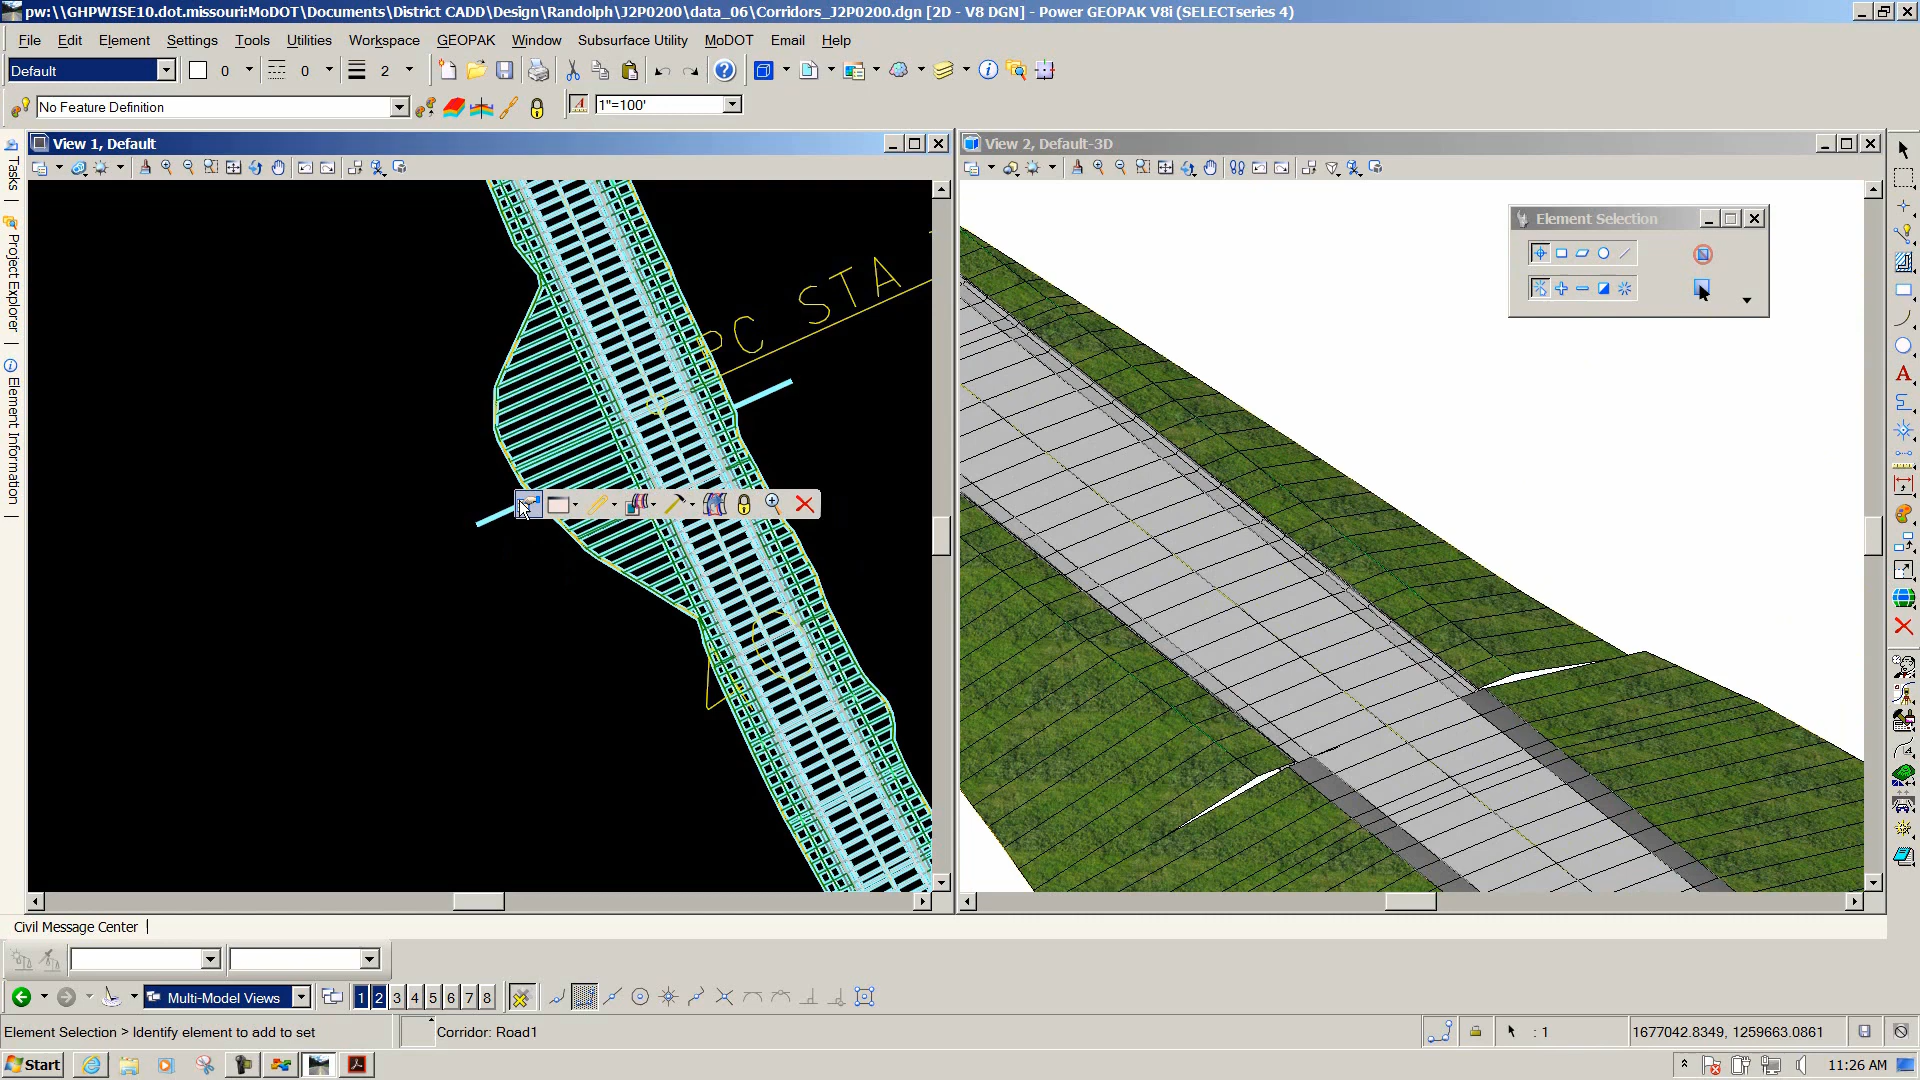 pw:\\GHPWISE10.dot.missouri:MoDOT\Documents\District CADD\Design\Randolph\J2P0200\data_06\Corridors_J2P0200.dgn [2D - V8 DGN] - Power GEOPAK V8i (SELECTseries 4)
File Edit Element Settings Tools Utilities Workspace GEOPAK Window Subsurface Utility MoDOT Email Help
Default 0 0 2
No Feature Definition 1"=100'
View 1, Default
View 2, Default-3D
Tasks
Project Explorer
Element Information
PC STA
Element Selection
Civil Message Center
Multi-Model Views 1 2 3 4 5 6 7 8
Element Selection > Identify element to add to set Corridor: Road1 : 1 1677042.8349, 1259663.0861
Start 11:26 AM